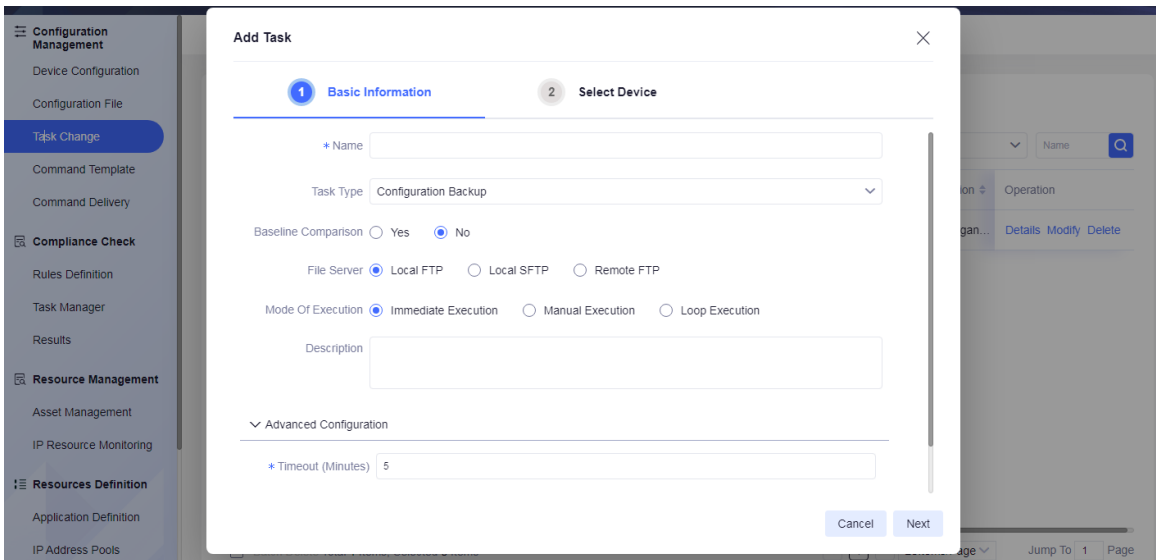 Configuration
Management
Device Configuration
Configuration File
Task Change
Command Template
Command Delivery
Compliance Check
Rules Definition
Task Manager
Results
Resource Management
Asset Management
IP Resource Monitoring
Resources Definition
Application Definition
IP Address Pools
Add Task
1 Basic Information 2 Select Device
* Name
Task Type Configuration Backup
Baseline Comparison Yes No
File Server Local FTP Local SFTP Remote FTP
Mode Of Execution Immediate Execution Manual Execution Loop Execution
Description
Advanced Configuration
* Timeout (Minutes) 5
Cancel Next
Name
ion Operation
gan... Details Modify Delete
age Jump To 1 Page